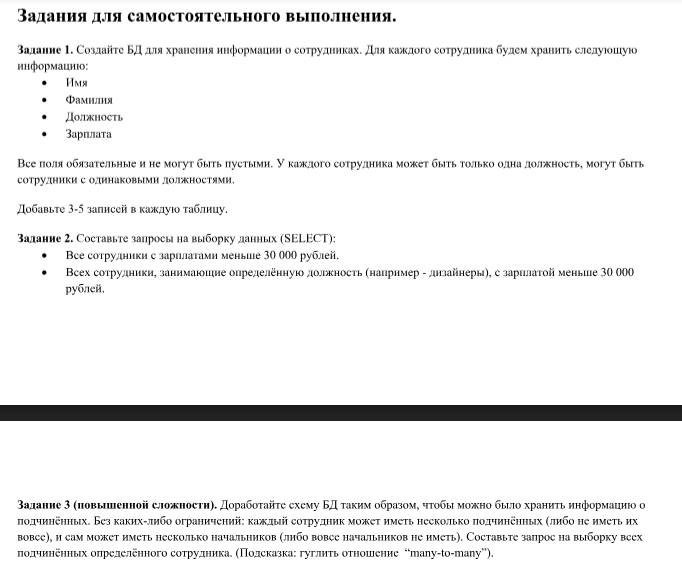 Задания для самостоятельного выполнения.
Задание 1. Создайте БД для хранения информации о сотрудниках. Для каждого сотрудника будем хранить следующую
информацию:
• Имя
• Фамилия
• Должность
• Зарплата
Все поля обязательные и не могут быть пустыми. У каждого сотрудника может быть только одна должность, могут быть
сотрудники с одинаковыми должностями.
Добавьте 3-5 записей в каждую таблицу.
Задание 2. Составьте запросы на выборку данных (SELECT):
• Все сотрудники с зарплатами меньше 30 000 рублей.
• Всех сотрудники, занимающие определённую должность (например - дизайнеры), с зарплатой меньше 30 000
рублей.
Задание 3 (повышенной сложности). Доработайте схему БД таким образом, чтобы можно было хранить информацию о
подчинённых. Без каких-либо ограничений: каждый сотрудник может иметь несколько подчинённых (либо не иметь их
вовсе), и сам может иметь несколько начальников (либо вовсе начальников не иметь). Составьте запрос на выборку всех
подчинённых определённого сотрудника. (Подсказка: гуглить отношение “many-to-many”).